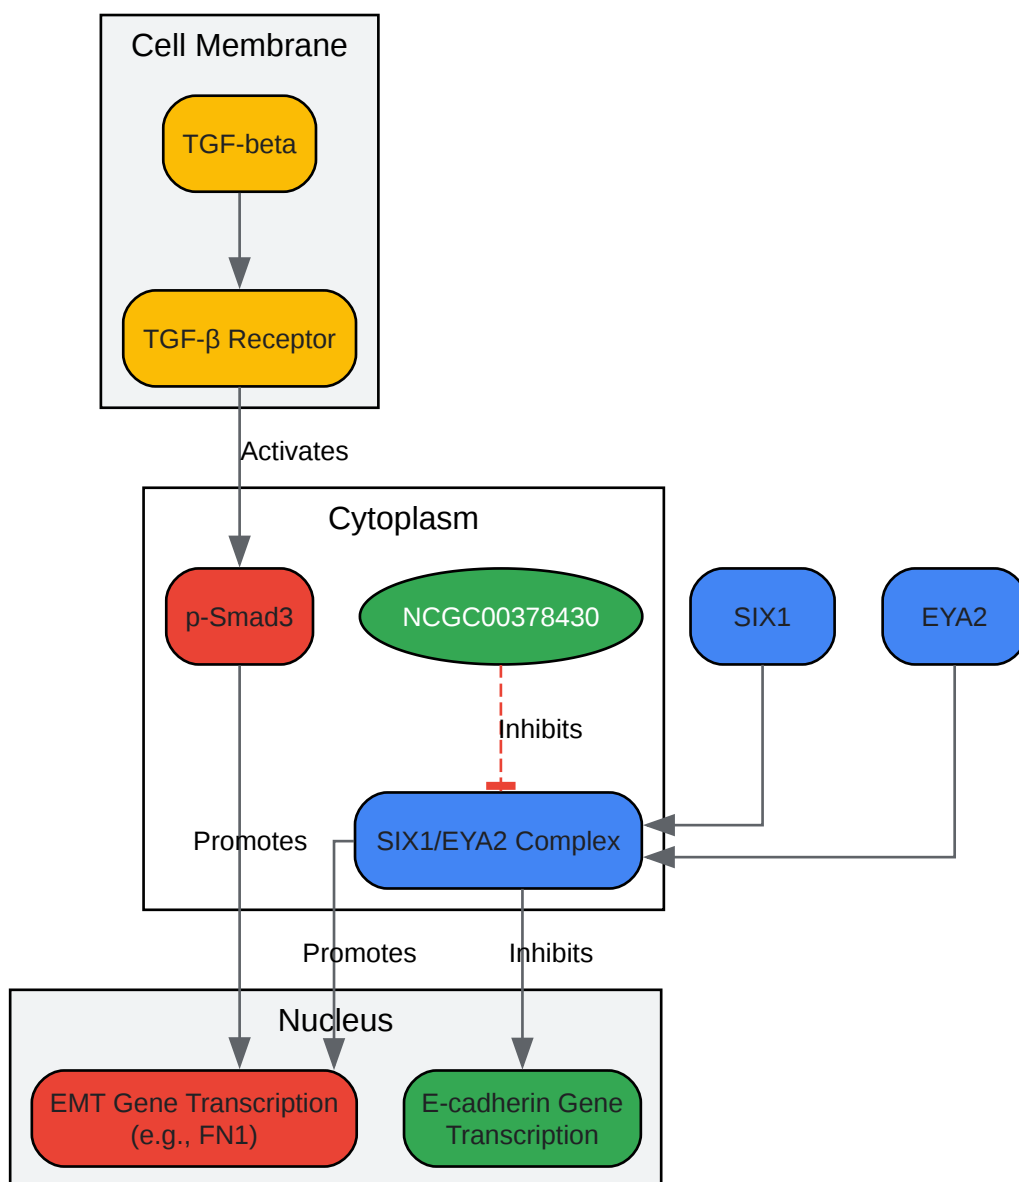 Cell Membrane
TGF-beta
TGF-β Receptor
Activates
Cytoplasm
p-Smad3
NCGC00378430
SIX1
EYA2
Inhibits
SIX1/EYA2 Complex
Promotes
Promotes
Inhibits
Nucleus
EMT Gene Transcription
(e.g., FN1)
E-cadherin Gene
Transcription